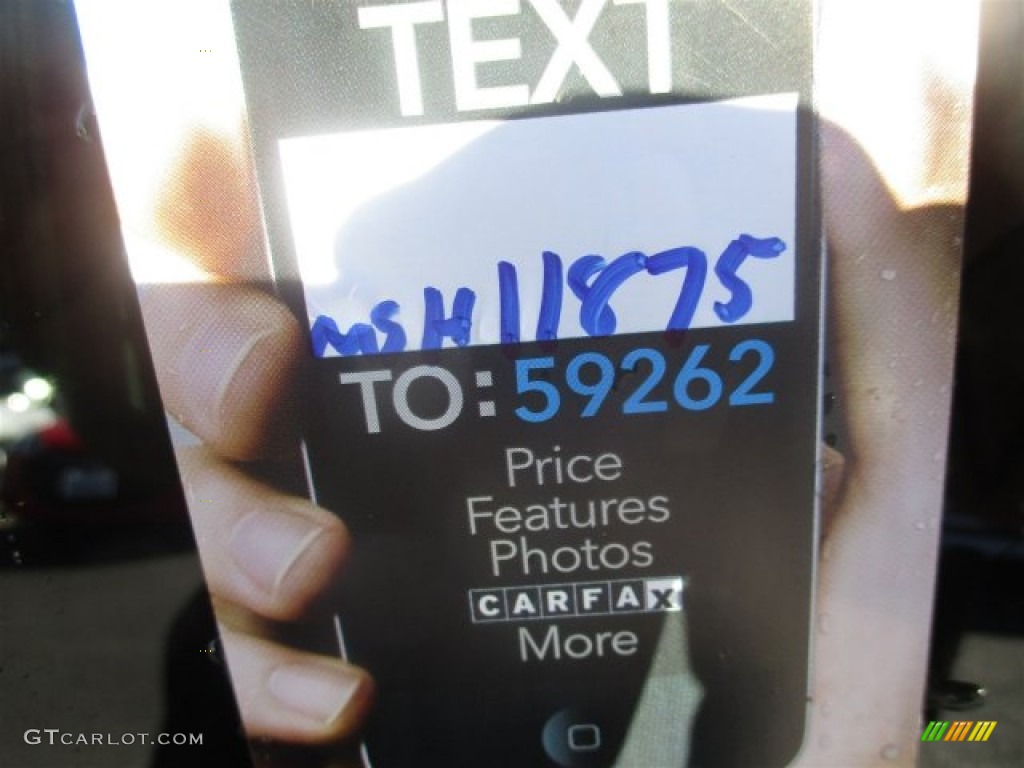 TEXT
MSH11875
TO: 59262
Price
Features
Photos
CARFAX
More
GTCARLOT.COM